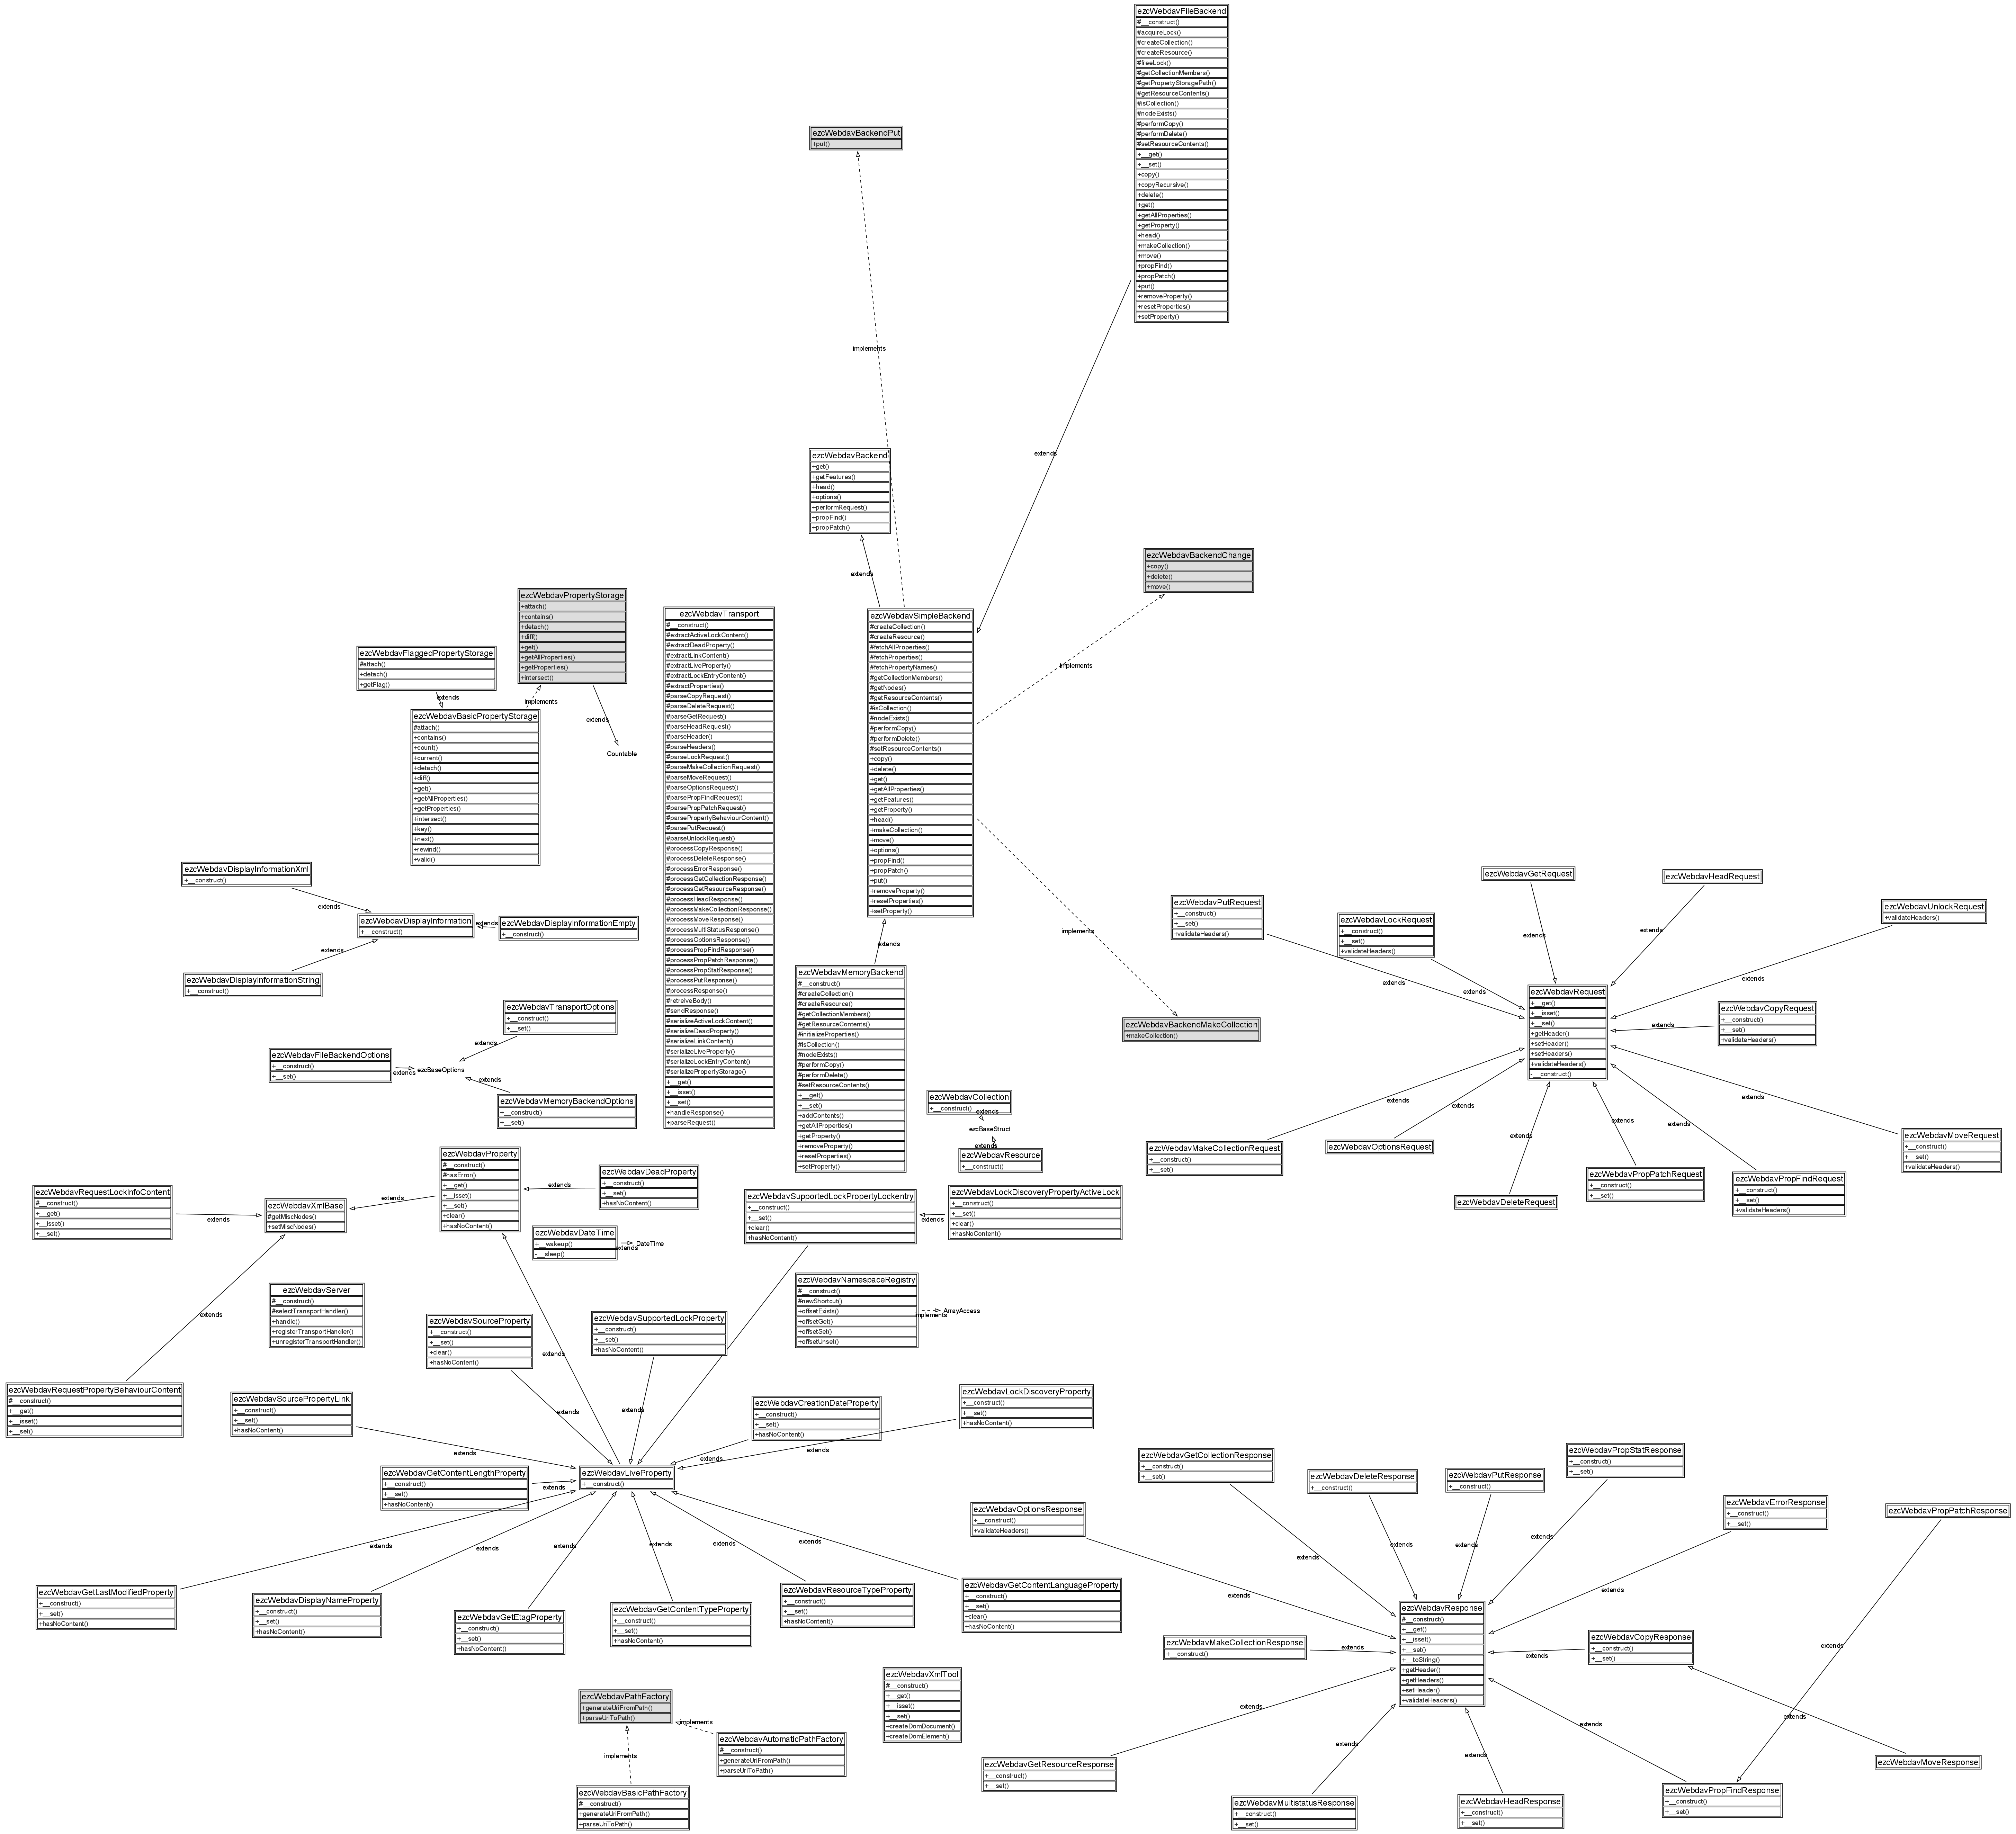 ezcWebdavFileBackend
#__construct()
#acquireLock()
#createCollection()
#createResource()
#freeLock()
#getCollectionMembers()
#getPropertyStoragePath()
#getResourceContents()
#isCollection()
#nodeExists()
#performCopy()
#performDelete()
#setResourceContents()
+__get()
+__set()
+copy()
+copyRecursive()
+delete()
+get()
+getAllProperties()
+getProperty()
+head()
+makeCollection()
+move()
+propFind()
+propPatch()
+put()
+removeProperty()
+resetProperties()
+setProperty()
ezcWebdavBackendPut
+put()
implements
extends
ezcWebdavBackend
+get()
+getFeatures()
+head()
+options()
+performRequest()
+propFind()
+propPatch()
extends
ezcWebdavBackendChange
+copy()
+delete()
+move()
implements
ezcWebdavPropertyStorage
+attach()
+contains()
+detach()
+diff()
+get()
+getAllProperties()
+getProperties()
+intersect()
ezcWebdavFlaggedPropertyStorage
#attach()
+detach()
+getFlag()
extends
implements
extends
Countable
ezcWebdavBasicPropertyStorage
#attach()
+contains()
+count()
+current()
+detach()
+diff()
+get()
+getAllProperties()
+getProperties()
+intersect()
+key()
+next()
+rewind()
+valid()
ezcWebdavTransport
#__construct()
#extractActiveLockContent()
#extractDeadProperty()
#extractLinkContent()
#extractLiveProperty()
#extractLockEntryContent()
#extractProperties()
#parseCopyRequest()
#parseDeleteRequest()
#parseGetRequest()
#parseHeadRequest()
#parseHeader()
#parseHeaders()
#parseLockRequest()
#parseMakeCollectionRequest()
#parseMoveRequest()
#parseOptionsRequest()
#parsePropFindRequest()
#parsePropPatchRequest()
#parsePropertyBehaviourContent()
#parsePutRequest()
#parseUnlockRequest()
#processCopyResponse()
#processDeleteResponse()
#processErrorResponse()
#processGetCollectionResponse()
#processGetResourceResponse()
#processHeadResponse()
#processMakeCollectionResponse()
#processMoveResponse()
#processMultiStatusResponse()
#processOptionsResponse()
#processPropFindResponse()
#processPropPatchResponse()
#processPropStatResponse()
#processPutResponse()
#processResponse()
#retreiveBody()
#sendResponse()
#serializeActiveLockContent()
#serializeDeadProperty()
#serializeLinkContent()
#serializeLiveProperty()
#serializeLockEntryContent()
#serializePropertyStorage()
+__get()
+__isset()
+__set()
+handleResponse()
+parseRequest()
ezcWebdavSimpleBackend
#createCollection()
#createResource()
#fetchAllProperties()
#fetchProperties()
#fetchPropertyNames()
#getCollectionMembers()
#getNodes()
#getResourceContents()
#isCollection()
#nodeExists()
#performCopy()
#performDelete()
#setResourceContents()
+copy()
+delete()
+get()
+getAllProperties()
+getFeatures()
+getProperty()
+head()
+makeCollection()
+move()
+options()
+propFind()
+propPatch()
+put()
+removeProperty()
+resetProperties()
+setProperty()
extends
implements
ezcWebdavMemoryBackend
#__construct()
#createCollection()
#createResource()
#getCollectionMembers()
#getResourceContents()
#initializeProperties()
#isCollection()
#nodeExists()
#performCopy()
#performDelete()
#setResourceContents()
+__get()
+__set()
+addContents()
+getAllProperties()
+getProperty()
+removeProperty()
+resetProperties()
+setProperty()
ezcWebdavBackendMakeCollection
+makeCollection()
ezcWebdavDisplayInformationXml
+__construct()
extends
ezcWebdavDisplayInformation
+__construct()
extends
ezcWebdavDisplayInformationEmpty
+__construct()
extends
ezcWebdavDisplayInformationString
+__construct()
ezcWebdavTransportOptions
+__construct()
+__set()
extends
ezcWebdavFileBackendOptions
+__construct()
+__set()
extends
ezcBaseOptions
extends
ezcWebdavMemoryBackendOptions
+__construct()
+__set()
ezcWebdavCollection
+__construct()
extends
ezcBaseStruct
extends
ezcWebdavResource
+__construct()
ezcWebdavPutRequest
+__construct()
+__set()
+validateHeaders()
ezcWebdavLockRequest
+__construct()
+__set()
+validateHeaders()
ezcWebdavGetRequest
ezcWebdavHeadRequest
ezcWebdavUnlockRequest
+validateHeaders()
extends
extends
extends
extends
extends
ezcWebdavRequest
+__get()
+__isset()
+__set()
+getHeader()
+setHeader()
+setHeaders()
+validateHeaders()
-__construct()
extends
ezcWebdavCopyRequest
+__construct()
+__set()
+validateHeaders()
extends
extends
extends
extends
extends
extends
ezcWebdavMakeCollectionRequest
+__construct()
+__set()
ezcWebdavOptionsRequest
ezcWebdavDeleteRequest
ezcWebdavPropPatchRequest
+__construct()
+__set()
ezcWebdavPropFindRequest
+__construct()
+__set()
+validateHeaders()
ezcWebdavMoveRequest
+__construct()
+__set()
+validateHeaders()
ezcWebdavProperty
#__construct()
#hasError()
+__get()
+__isset()
+__set()
+clear()
+hasNoContent()
extends
ezcWebdavDeadProperty
+__construct()
+__set()
+hasNoContent()
ezcWebdavRequestLockInfoContent
#__construct()
+__get()
+__isset()
+__set()
extends
ezcWebdavXmlBase
#getMiscNodes()
+setMiscNodes()
extends
ezcWebdavDateTime
+__wakeup()
-__sleep()
extends
DateTime
ezcWebdavSupportedLockPropertyLockentry
+__construct()
+__set()
+clear()
+hasNoContent()
extends
ezcWebdavLockDiscoveryPropertyActiveLock
+__construct()
+__set()
+clear()
+hasNoContent()
ezcWebdavServer
#__construct()
#selectTransportHandler()
+handle()
+registerTransportHandler()
+unregisterTransportHandler()
extends
ezcWebdavNamespaceRegistry
#__construct()
#newShortcut()
+offsetExists()
+offsetGet()
+offsetSet()
+offsetUnset()
implements
ArrayAccess
ezcWebdavSourceProperty
+__construct()
+__set()
+clear()
+hasNoContent()
ezcWebdavSupportedLockProperty
+__construct()
+__set()
+hasNoContent()
extends
ezcWebdavRequestPropertyBehaviourContent
#__construct()
+__get()
+__isset()
+__set()
ezcWebdavSourcePropertyLink
+__construct()
+__set()
+hasNoContent()
ezcWebdavCreationDateProperty
+__construct()
+__set()
+hasNoContent()
ezcWebdavLockDiscoveryProperty
+__construct()
+__set()
+hasNoContent()
extends
extends
extends
extends
extends
ezcWebdavGetContentLengthProperty
+__construct()
+__set()
+hasNoContent()
extends
ezcWebdavLiveProperty
+__construct()
extends
extends
extends
extends
extends
extends
ezcWebdavGetLastModifiedProperty
+__construct()
+__set()
+hasNoContent()
ezcWebdavDisplayNameProperty
+__construct()
+__set()
+hasNoContent()
ezcWebdavGetEtagProperty
+__construct()
+__set()
+hasNoContent()
ezcWebdavGetContentTypeProperty
+__construct()
+__set()
+hasNoContent()
ezcWebdavResourceTypeProperty
+__construct()
+__set()
+hasNoContent()
ezcWebdavGetContentLanguageProperty
+__construct()
+__set()
+clear()
+hasNoContent()
ezcWebdavPathFactory
+generateUriFromPath()
+parseUriToPath()
implements
ezcWebdavAutomaticPathFactory
#__construct()
+generateUriFromPath()
+parseUriToPath()
implements
ezcWebdavBasicPathFactory
#__construct()
+generateUriFromPath()
+parseUriToPath()
ezcWebdavXmlTool
#__construct()
+__get()
+__isset()
+__set()
+createDomDocument()
+createDomElement()
ezcWebdavGetCollectionResponse
+__construct()
+__set()
ezcWebdavDeleteResponse
+__construct()
ezcWebdavPutResponse
+__construct()
ezcWebdavPropStatResponse
+__construct()
+__set()
ezcWebdavOptionsResponse
+__construct()
+validateHeaders()
ezcWebdavErrorResponse
+__construct()
+__set()
ezcWebdavPropPatchResponse
extends
extends
extends
extends
extends
extends
ezcWebdavResponse
#__construct()
+__get()
+__isset()
+__set()
+__toString()
+getHeader()
+getHeaders()
+setHeader()
+validateHeaders()
ezcWebdavMakeCollectionResponse
+__construct()
extends
extends
ezcWebdavCopyResponse
+__construct()
+__set()
extends
extends
extends
extends
extends
extends
extends
ezcWebdavGetResourceResponse
+__construct()
+__set()
ezcWebdavMultistatusResponse
+__construct()
+__set()
ezcWebdavHeadResponse
+__construct()
+__set()
ezcWebdavPropFindResponse
+__construct()
+__set()
ezcWebdavMoveResponse